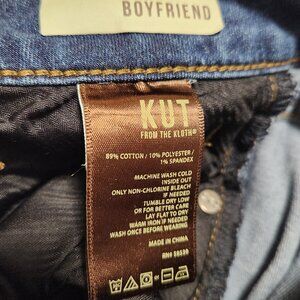 BOYFRIEND
KUT
FROM THE KLOTH®
89% COTTON / 10% POLYESTER /
1% SPANDEX
MACHINE WASH COLD
INSIDE OUT
ONLY NON-CHLORINE BLEACH
IF NEEDED
TUMBLE DRY LOW
OR FOR BETTER CARE
LAY FLAT TO DRY
WARM IRON IF NEEDED
WASH ONCE BEFORE WEARING
MADE IN CHINA
RN#